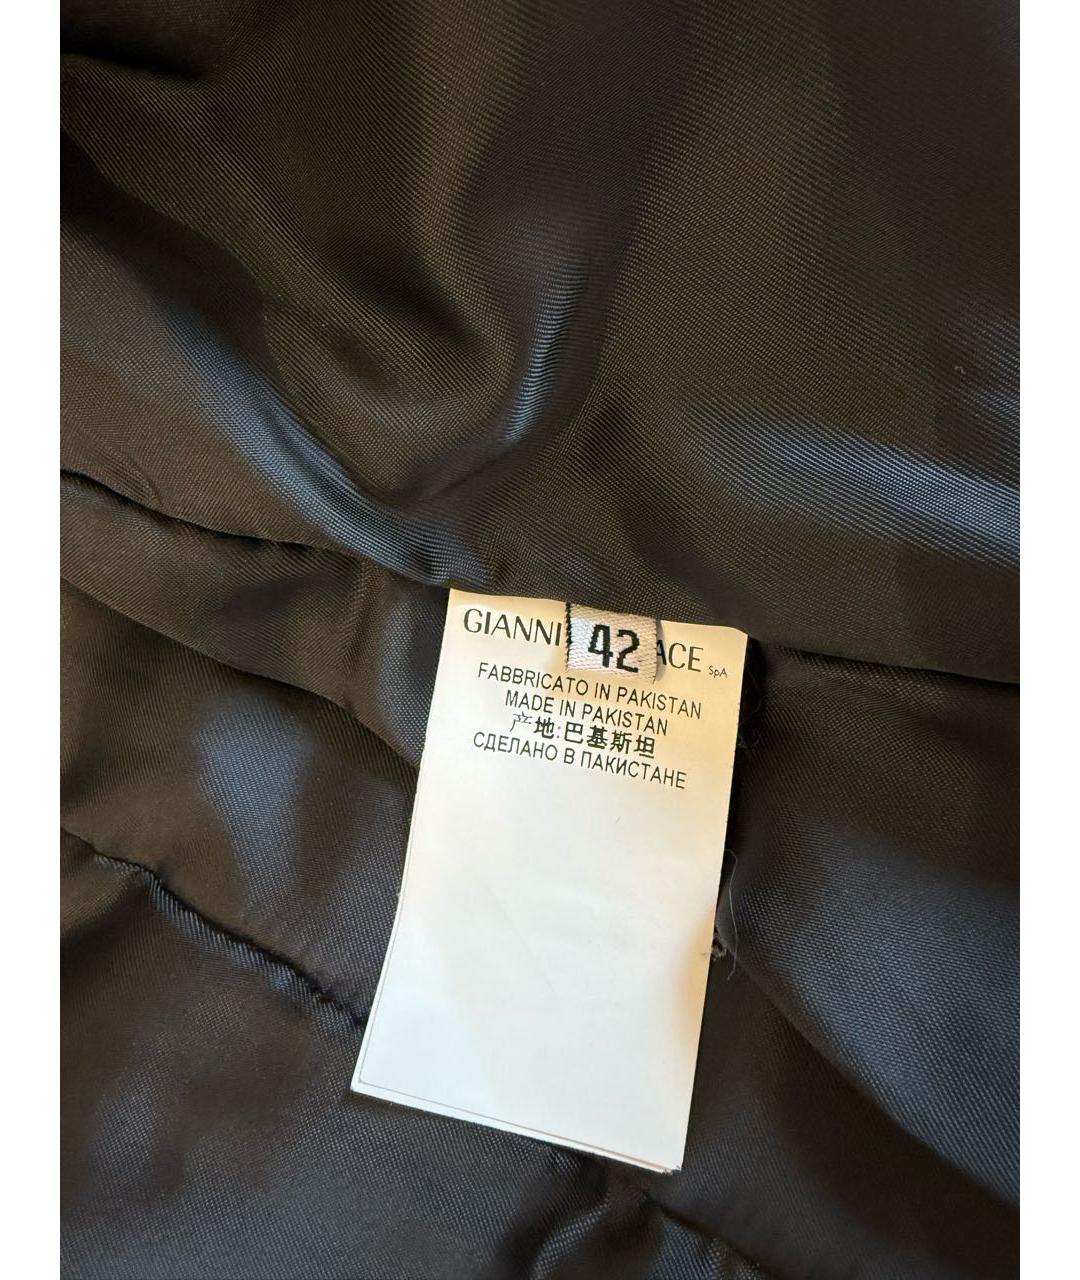 GIANNI 42 ACE SpA
FABBRICATO IN PAKISTAN
MADE IN PAKISTAN
产地:巴基斯坦
СДЕЛАНО В ПАКИСТАНЕ